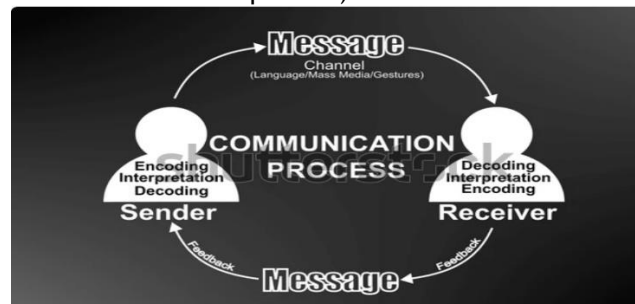 Message
Channel
(Language/Mass Media/Gestures)
COMMUNICATION
PROCESS
shutterstock
Encoding
Interpretation
Decoding
Sender
Decoding
Interpretation
Encoding
Receiver
Feedback
Message
Feedback